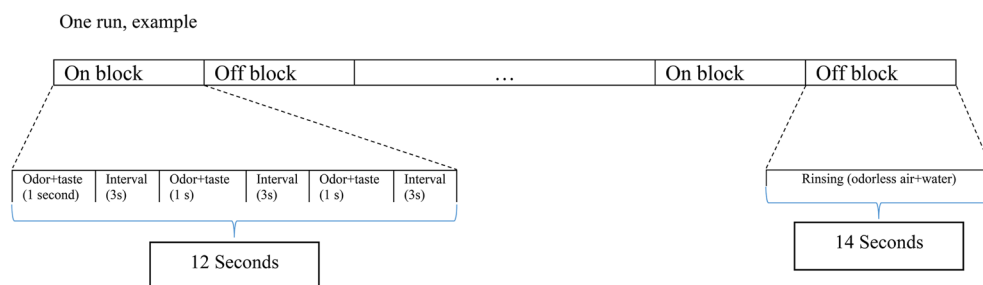 One run, example
On block
Off block
...
On block
Off block
Odor+taste
(1 second)
Interval
(3s)
Odor+taste
(1 s)
Interval
(3s)
Odor+taste
(1 s)
Interval
(3s)
Rinsing (odorless air+water)
12 Seconds
14 Seconds